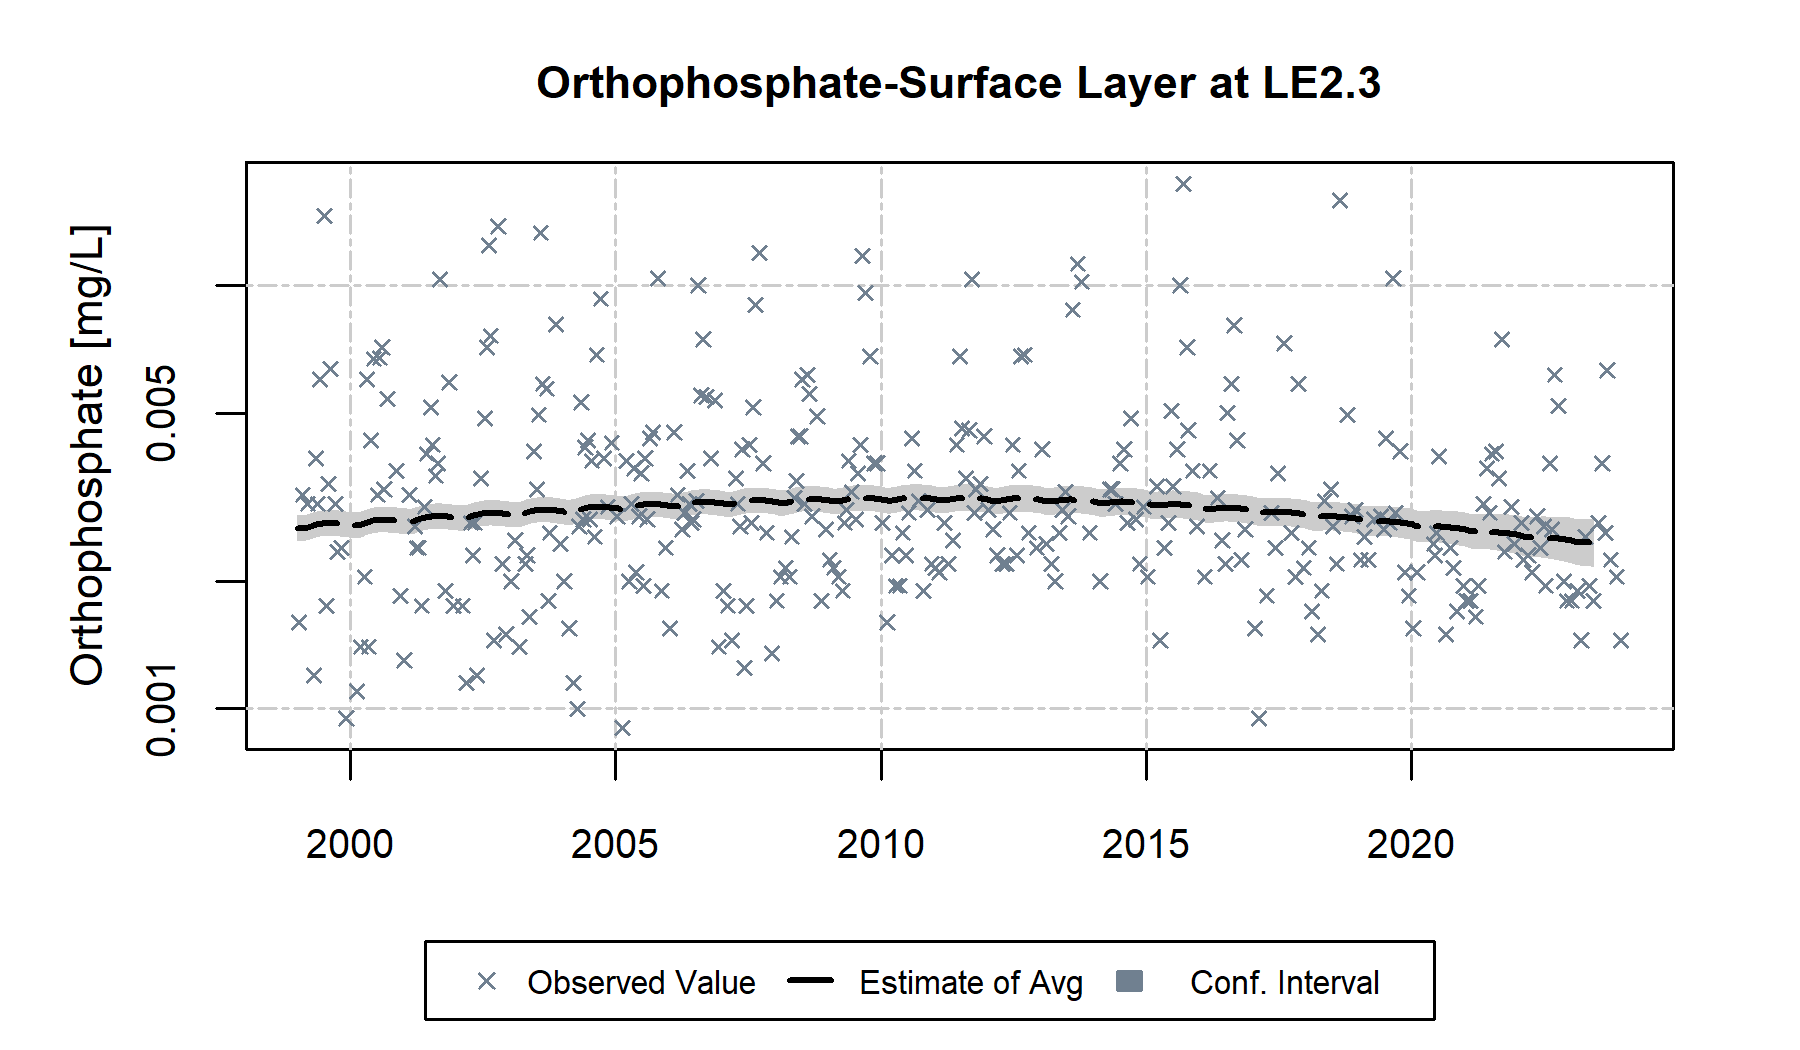 Orthophosphate-Surface Layer at LE2.3
Orthophosphate [mg/L]
0.005
0.001
2000 2005 2010 2015 2020
Observed Value Estimate of Avg Conf. Interval